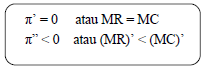 π’ = 0 atau MR = MC
π” < 0 atau (MR)’ < (MC)’